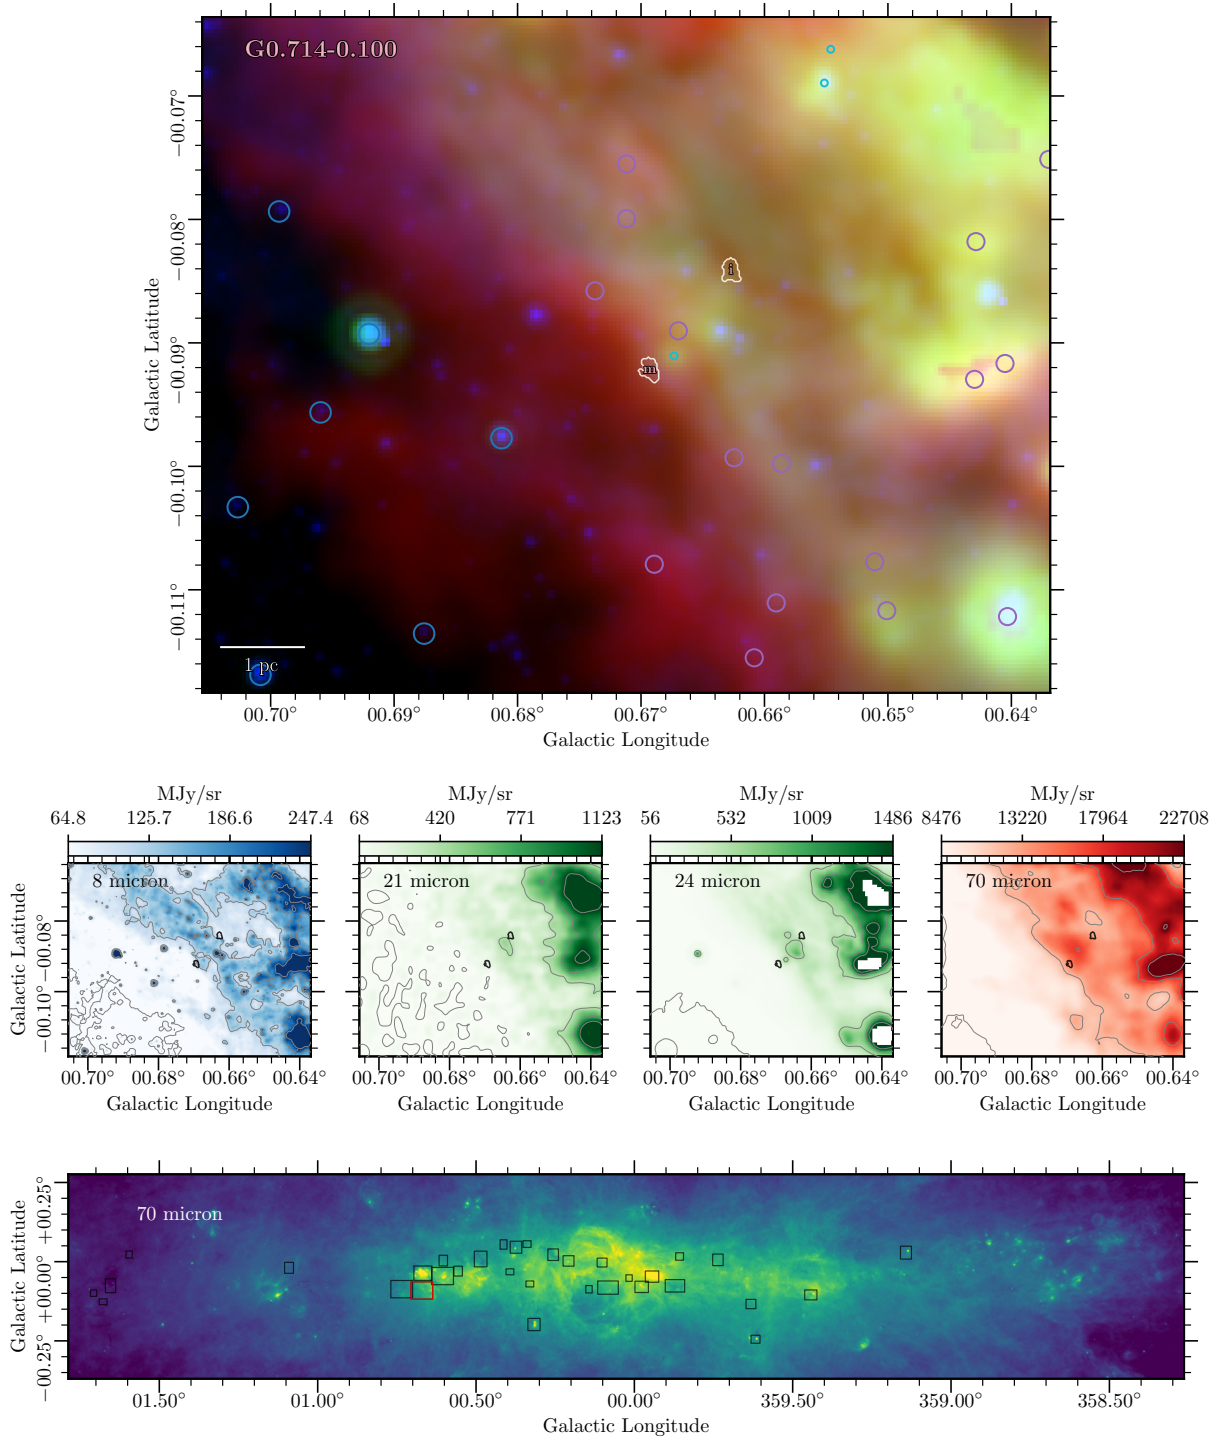 G0.714-0.100
i
m
1 pc
−00.07°
−00.08°
−00.09°
−00.10°
−00.11°
Galactic Latitude
00.70° 00.69° 00.68° 00.67° 00.66° 00.65° 00.64°
Galactic Longitude
MJy/sr MJy/sr MJy/sr MJy/sr
64.8 125.7 186.6 247.4 68 420 771 1123 56 532 1009 1486 8476 13220 17964 22708
8 micron 21 micron 24 micron 70 micron
−00.08°
−00.10°
Galactic Latitude
00.70° 00.68° 00.66° 00.64° 00.70° 00.68° 00.66° 00.64° 00.70° 00.68° 00.66° 00.64° 00.70° 00.68° 00.66° 00.64°
Galactic Longitude Galactic Longitude Galactic Longitude Galactic Longitude
70 micron
+00.25°
+00.00°
−00.25°
Galactic Latitude
01.50° 01.00° 00.50° 00.00° 359.50° 359.00° 358.50°
Galactic Longitude